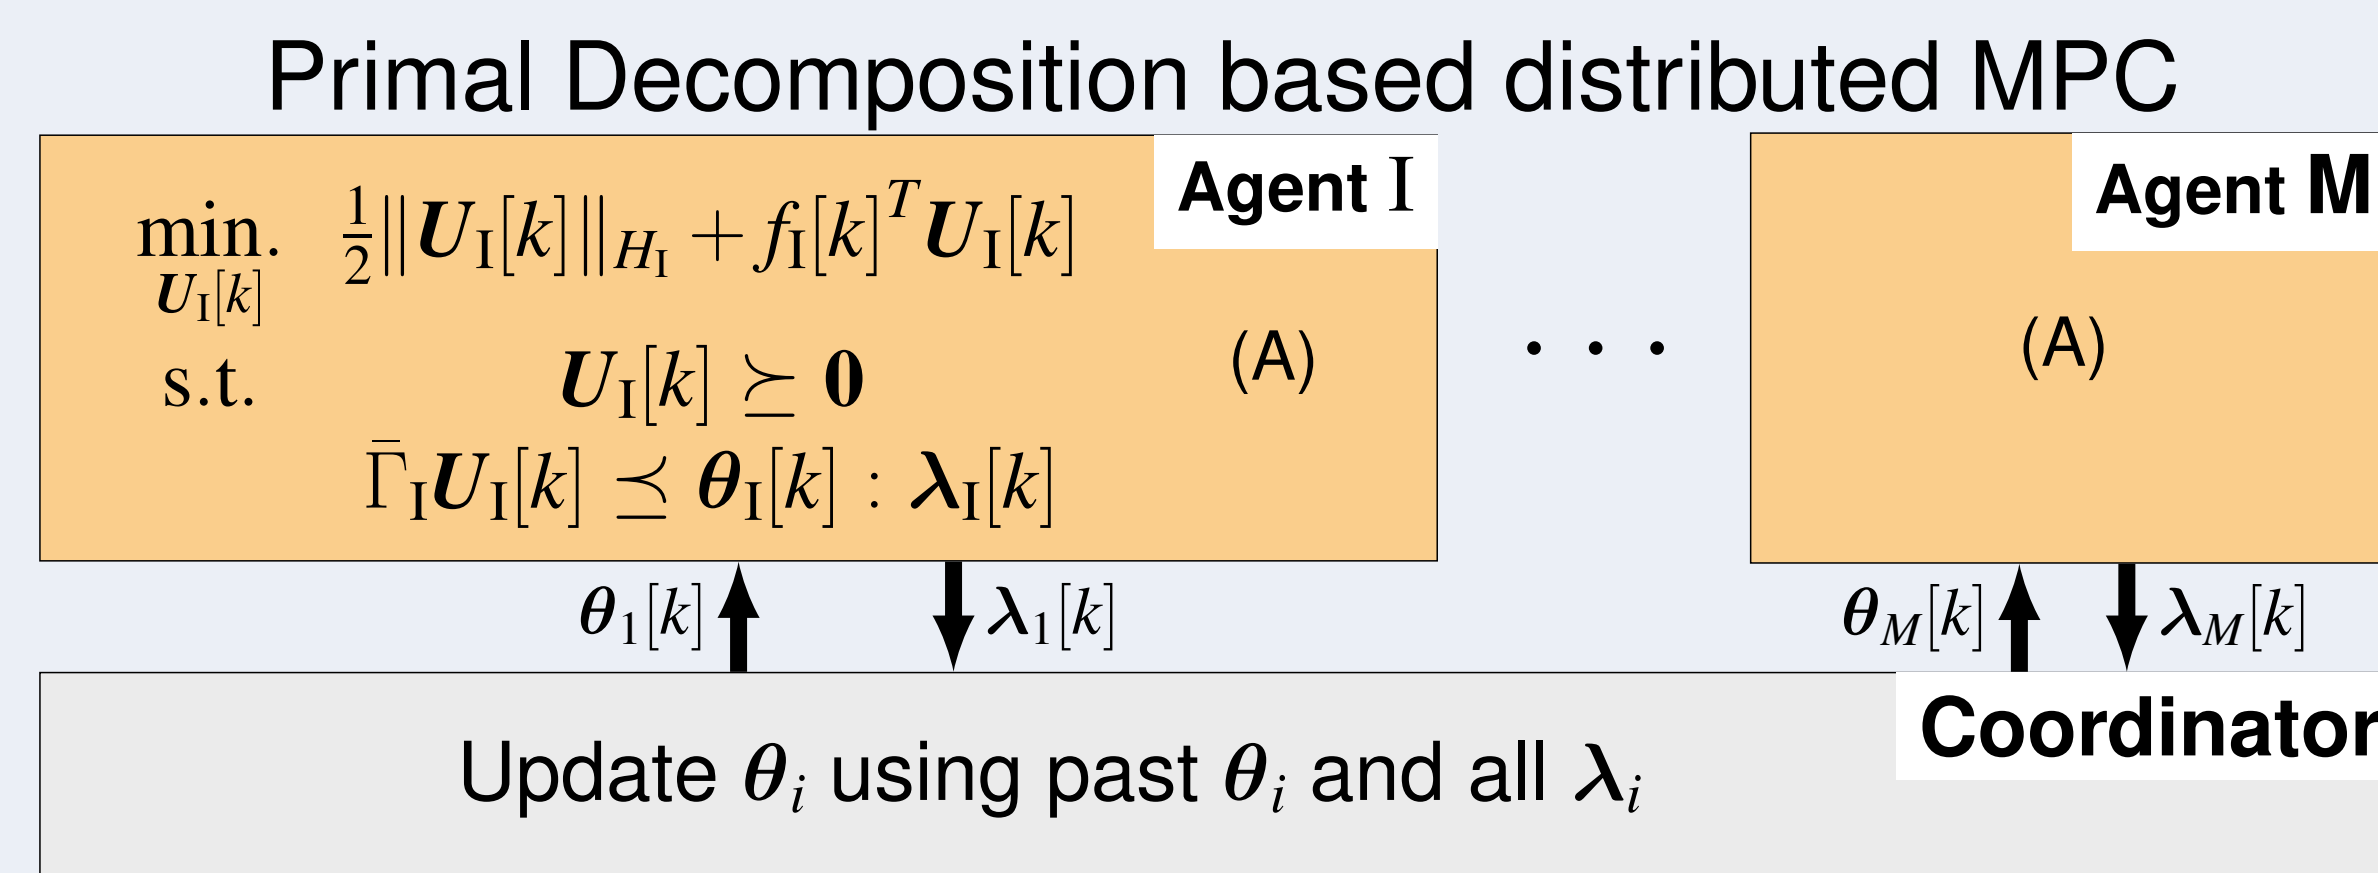 Primal Decomposition based distributed MPC
Agent I
min. 1/2 ||U_I[k]||_{H_I} + f_I[k]^T U_I[k]
U_I[k]
s.t. U_I[k] ⪰ 0 (A)
Γ̄_I U_I[k] ⪯ θ_I[k] : λ_I[k]
· · ·
Agent M
(A)
θ_1[k] λ_1[k]
θ_M[k] λ_M[k]
Coordinator
Update θ_i using past θ_i and all λ_i